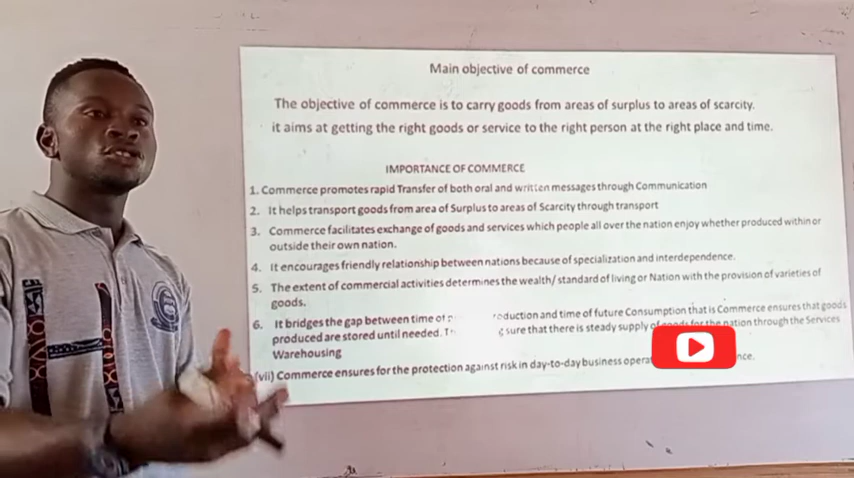 Main objective of commerce
The objective of commerce is to carry goods from areas of surplus to areas of scarcity.
it aims at getting the right goods or service to the right person at the right place and time.
IMPORTANCE OF COMMERCE
1. Commerce promotes rapid Transfer of both oral and written messages through Communication
2. It helps transport goods from area of Surplus to areas of Scarcity through transport
3. Commerce facilitates exchange of goods and services which people all over the nation enjoy whether produced within or
outside their own nation.
4. It encourages friendly relationship between nations because of specialization and interdependence.
5. The extent of commercial activities determines the wealth/ standard of living or Nation with the provision of varieties of
goods.
6. It bridges the gap between time of roduction and time of future Consumption that is Commerce ensures that goods
produced are stored until needed. sure that there is steady supply of goods for the nation through the Services
Warehousing
(vii) Commerce ensures for the protection against risk in day-to-day business